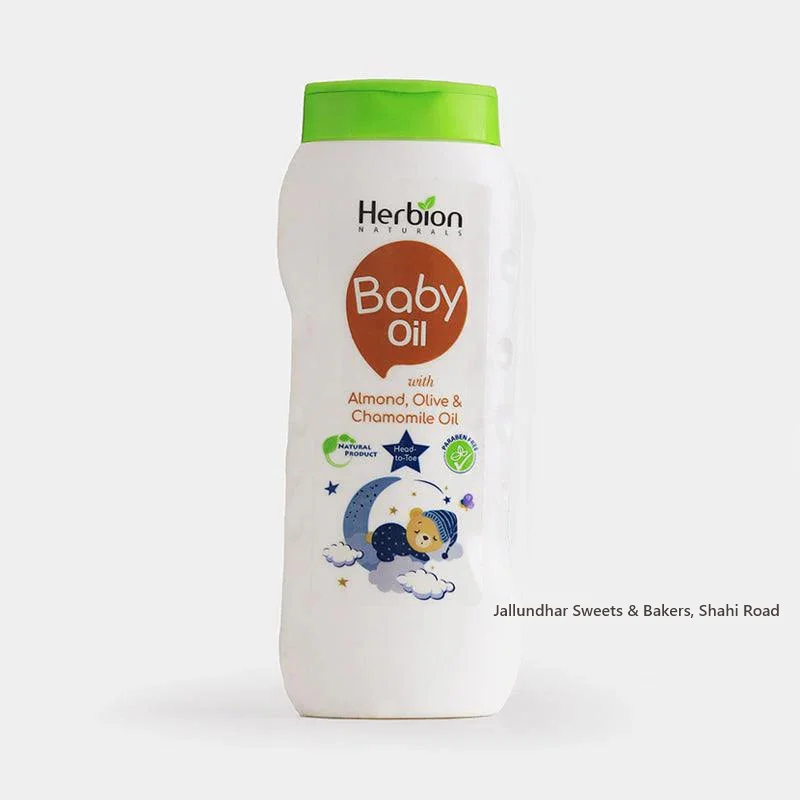 Herbion
NATURALS
Baby
Oil
with
Almond, Olive &
Chamomile Oil
NATURAL
PRODUCT
Head-
to-Toe
PARABEN FREE
Jallundhar Sweets & Bakers, Shahi Road